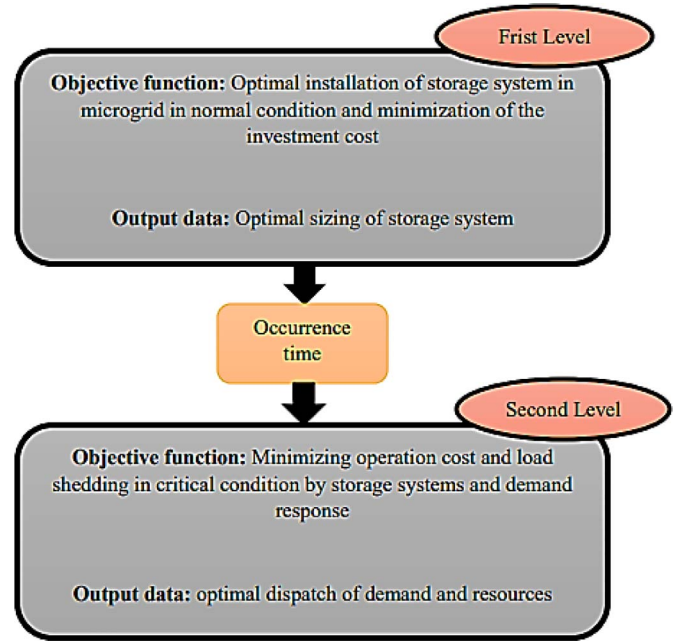 Frist Level
Objective function: Optimal installation of storage system in
microgrid in normal condition and minimization of the
investment cost
Output data: Optimal sizing of storage system
Occurrence
time
Second Level
Objective function: Minimizing operation cost and load
shedding in critical condition by storage systems and demand
response
Output data: optimal dispatch of demand and resources